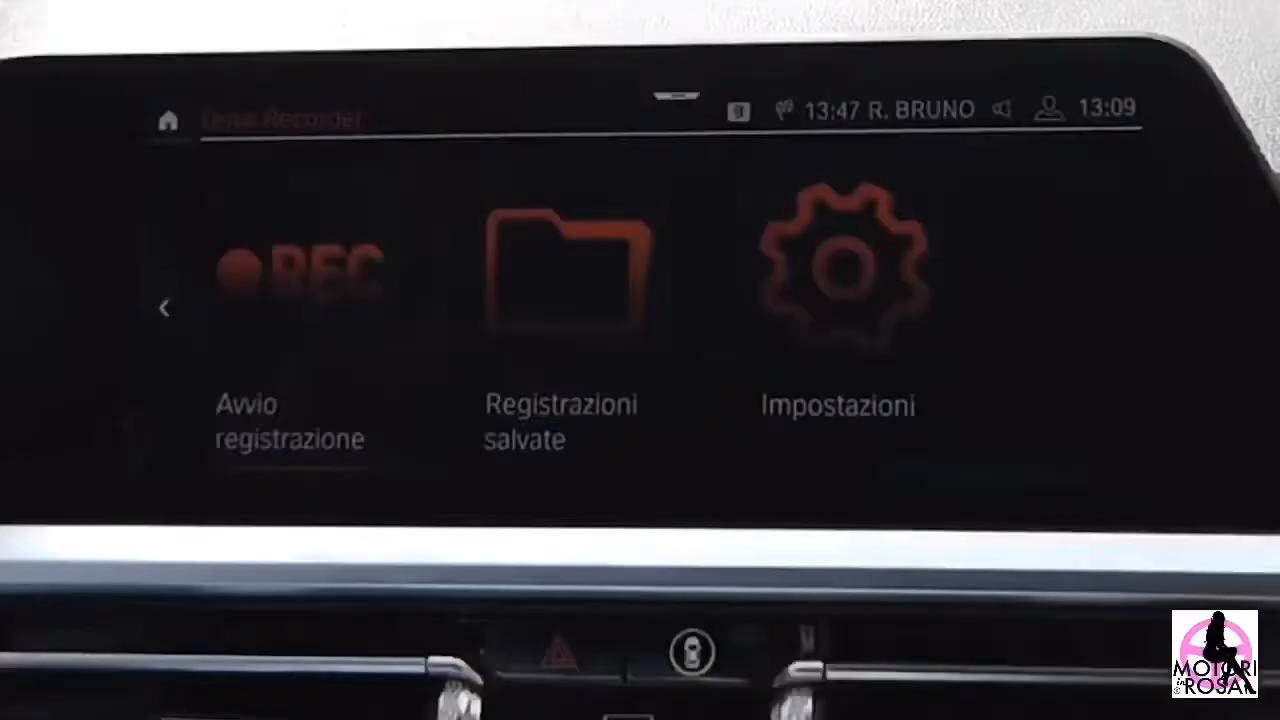 Drive Recorder
13:47 R. BRUNO 13:09
REC
Avvio
registrazione
Registrazioni
salvate
Impostazioni
MOTORI
in
ROSA